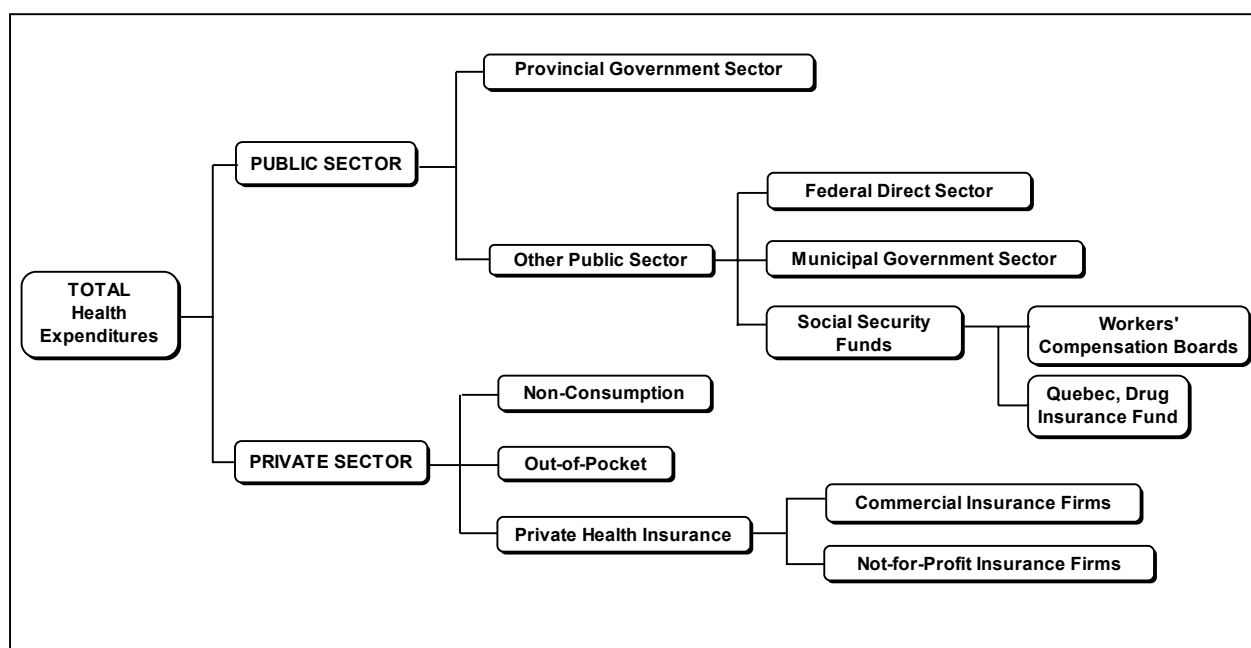 Provincial Government Sector
PUBLIC SECTOR
Federal Direct Sector
Other Public Sector
Municipal Government Sector
TOTAL
Health
Expenditures
Social Security
Funds
Workers'
Compensation Boards
Quebec, Drug
Insurance Fund
Non-Consumption
PRIVATE SECTOR
Out-of-Pocket
Private Health Insurance
Commercial Insurance Firms
Not-for-Profit Insurance Firms